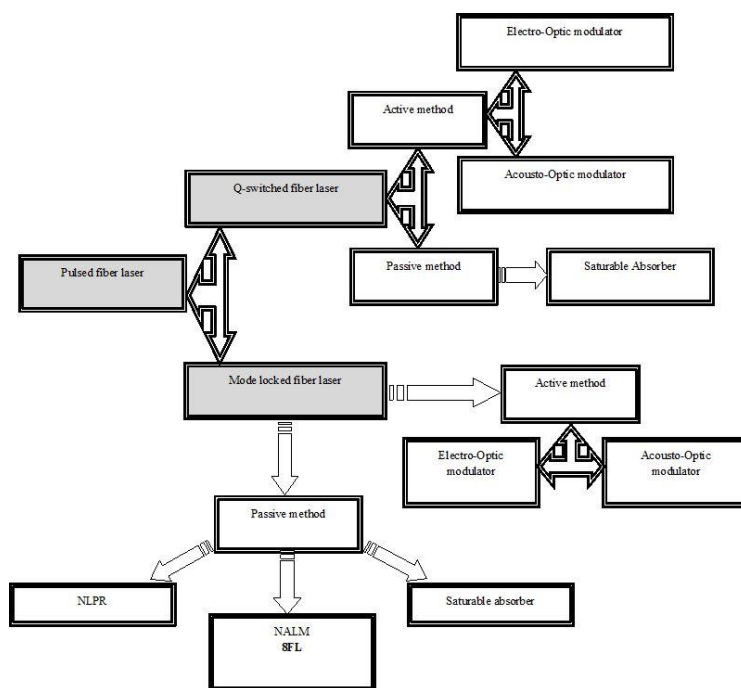 Electro-Optic modulator
Active method
Acousto-Optic modulator
Q-switched fiber laser
Passive method
Saturable Absorber
Pulsed fiber laser
Mode locked fiber laser
Active method
Electro-Optic
modulator
Acousto-Optic
modulator
Passive method
NLPR
Saturable absorber
NALM
8FL